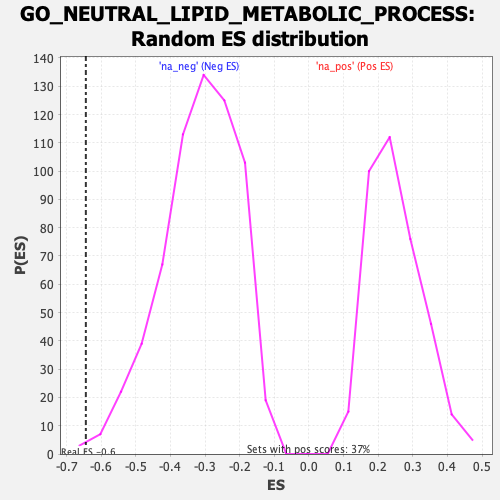 GO_NEUTRAL_LIPID_METABOLIC_PROCESS:
Random ES distribution
'na_neg' (Neg ES)
'na_pos' (Pos ES)
140
130
120
110
100
90
80
70
60
50
40
30
20
10
0
P(ES)
Real ES -0.6
Sets with pos scores: 37%
-0.7 -0.6 -0.5 -0.4 -0.3 -0.2 -0.1 0.0 0.1 0.2 0.3 0.4 0.5
ES